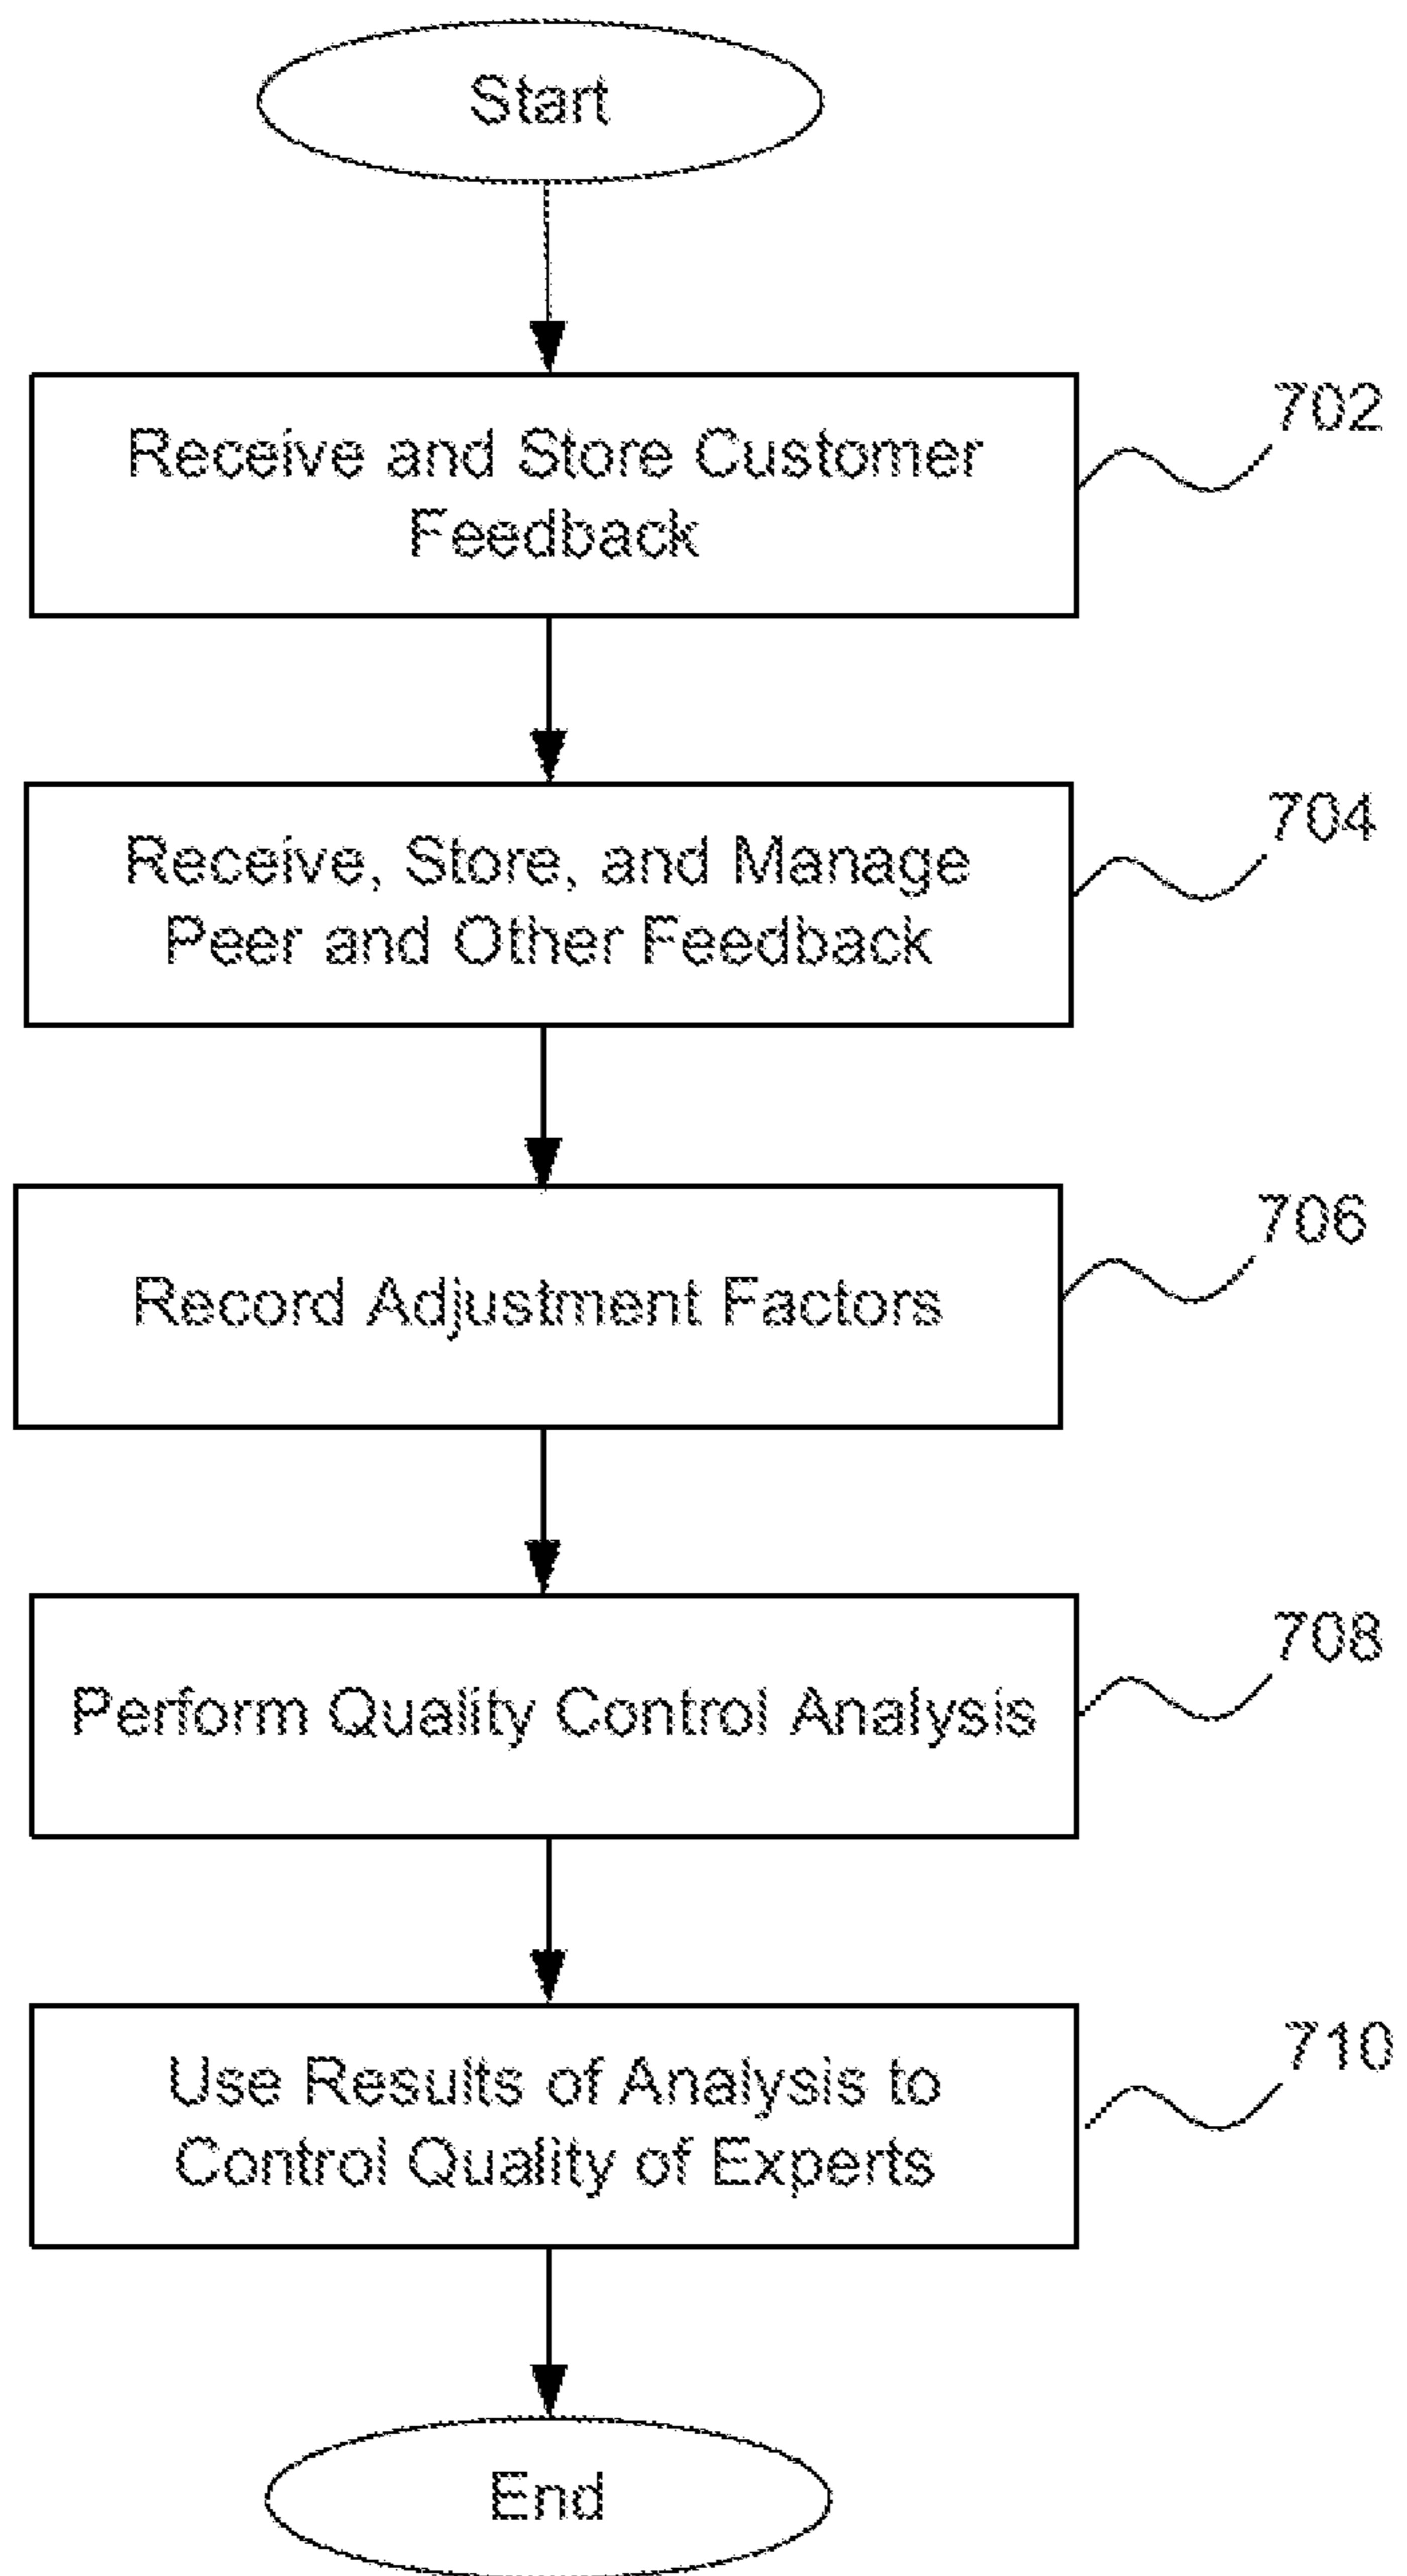 Start
Receive and Store Customer
Feedback
702
Receive, Store, and Manage
Peer and Other Feedback
704
Record Adjustment Factors
706
Perform Quality Control Analysis
708
Use Results of Analysis to
Control Quality of Experts
710
End